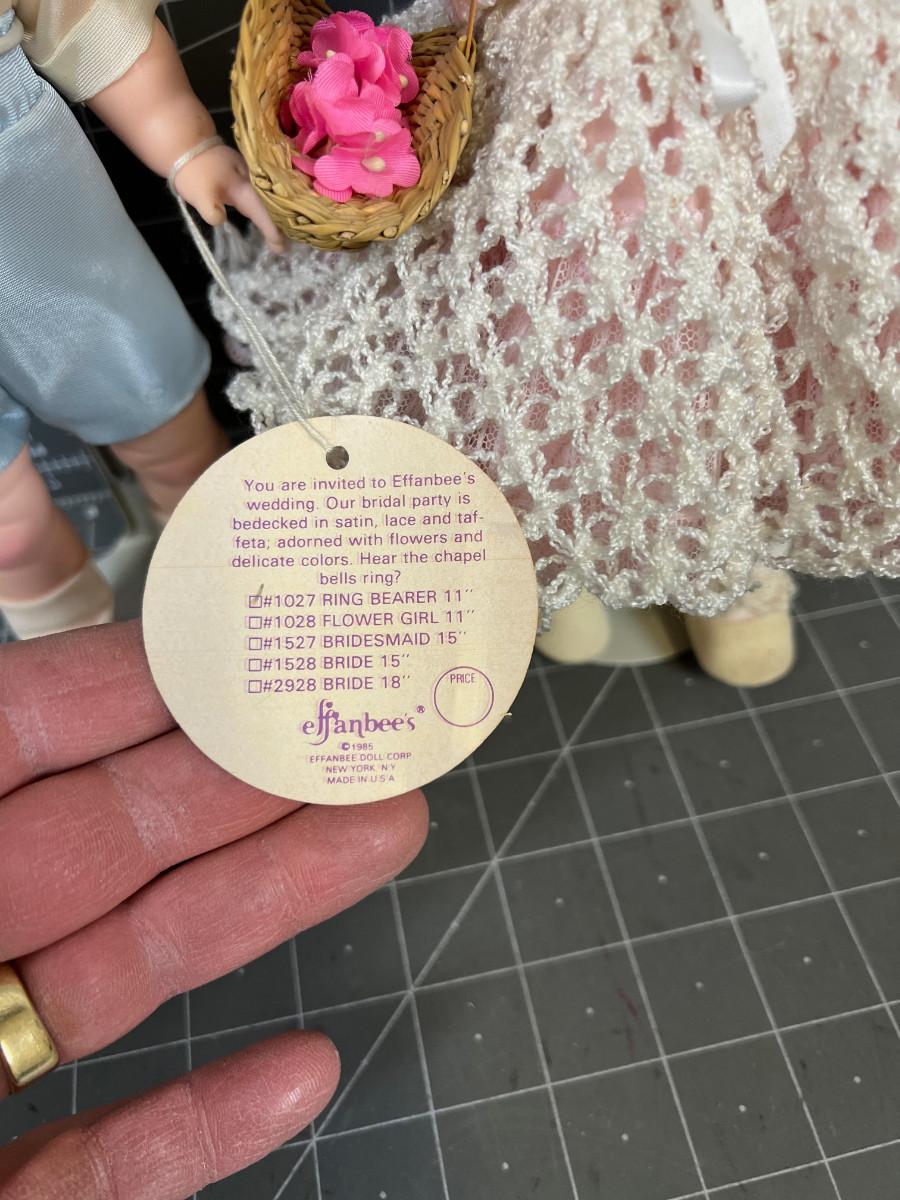 You are invited to Effanbee's
wedding. Our bridal party is
bedecked in satin, lace and taf-
feta; adorned with flowers and
delicate colors. Hear the chapel
bells ring?
☐#1027 RING BEARER 11''
☐#1028 FLOWER GIRL 11''
☐#1527 BRIDESMAID 15''
☐#1528 BRIDE 15''
☐#2928 BRIDE 18''
PRICE
effanbee's®
©1985
EFFANBEE DOLL CORP
NEW YORK N.Y
MADE IN U.S.A